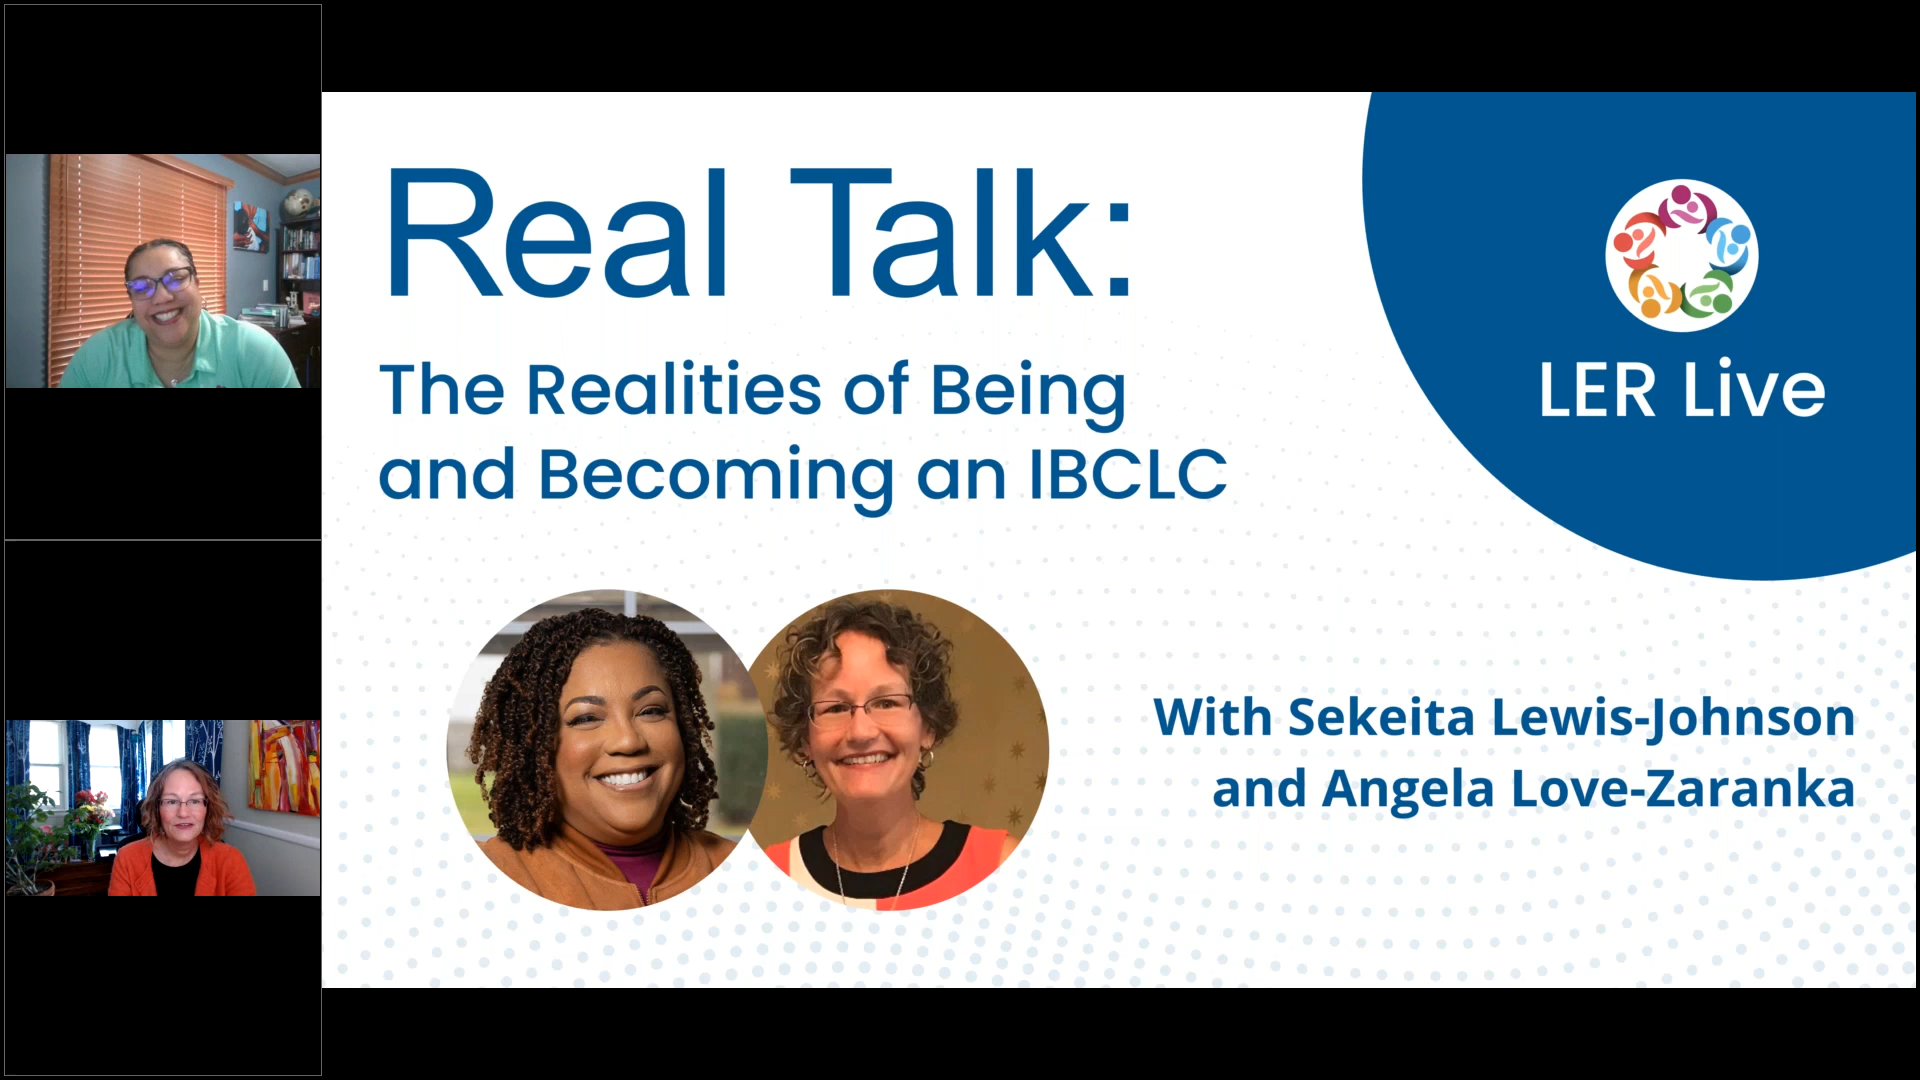 Real Talk:
The Realities of Being
and Becoming an IBCLC
LER Live
With Sekeita Lewis-Johnson
and Angela Love-Zaranka